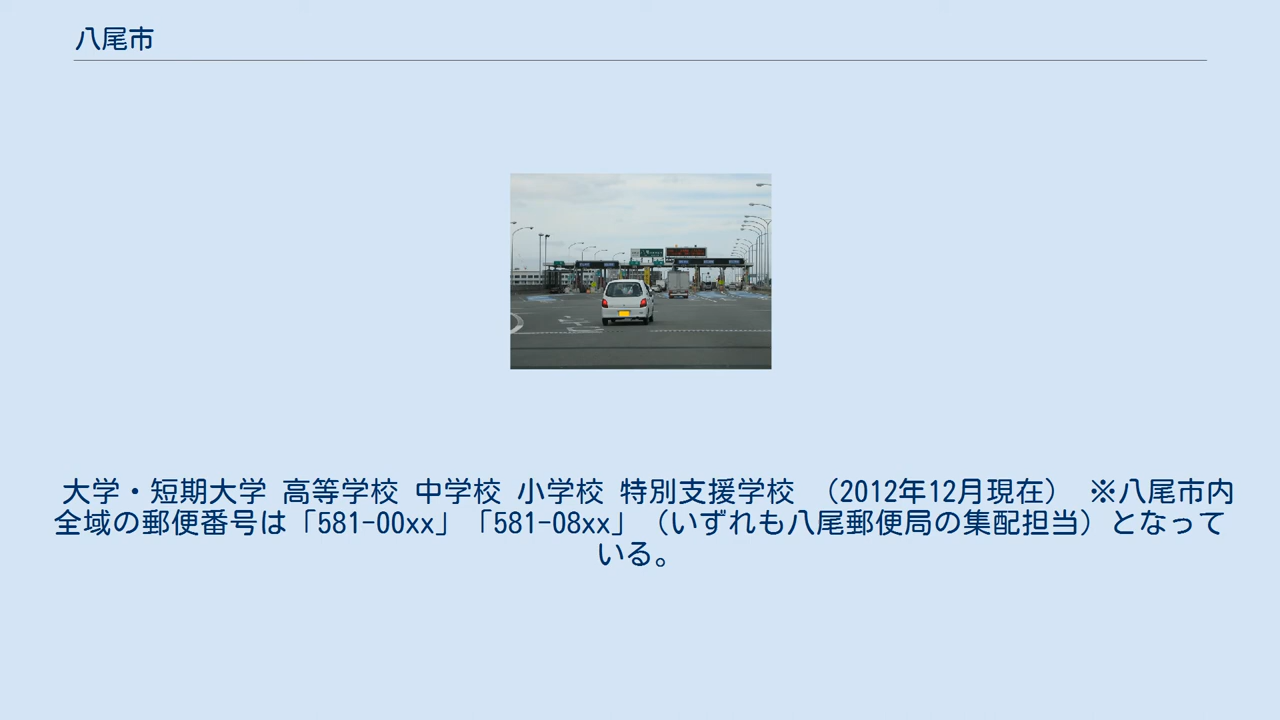 八尾市
大学・短期大学 高等学校 中学校 小学校 特別支援学校 （2012年12月現在） ※八尾市内
全域の郵便番号は「581-00xx」「581-08xx」（いずれも八尾郵便局の集配担当）となって
いる。